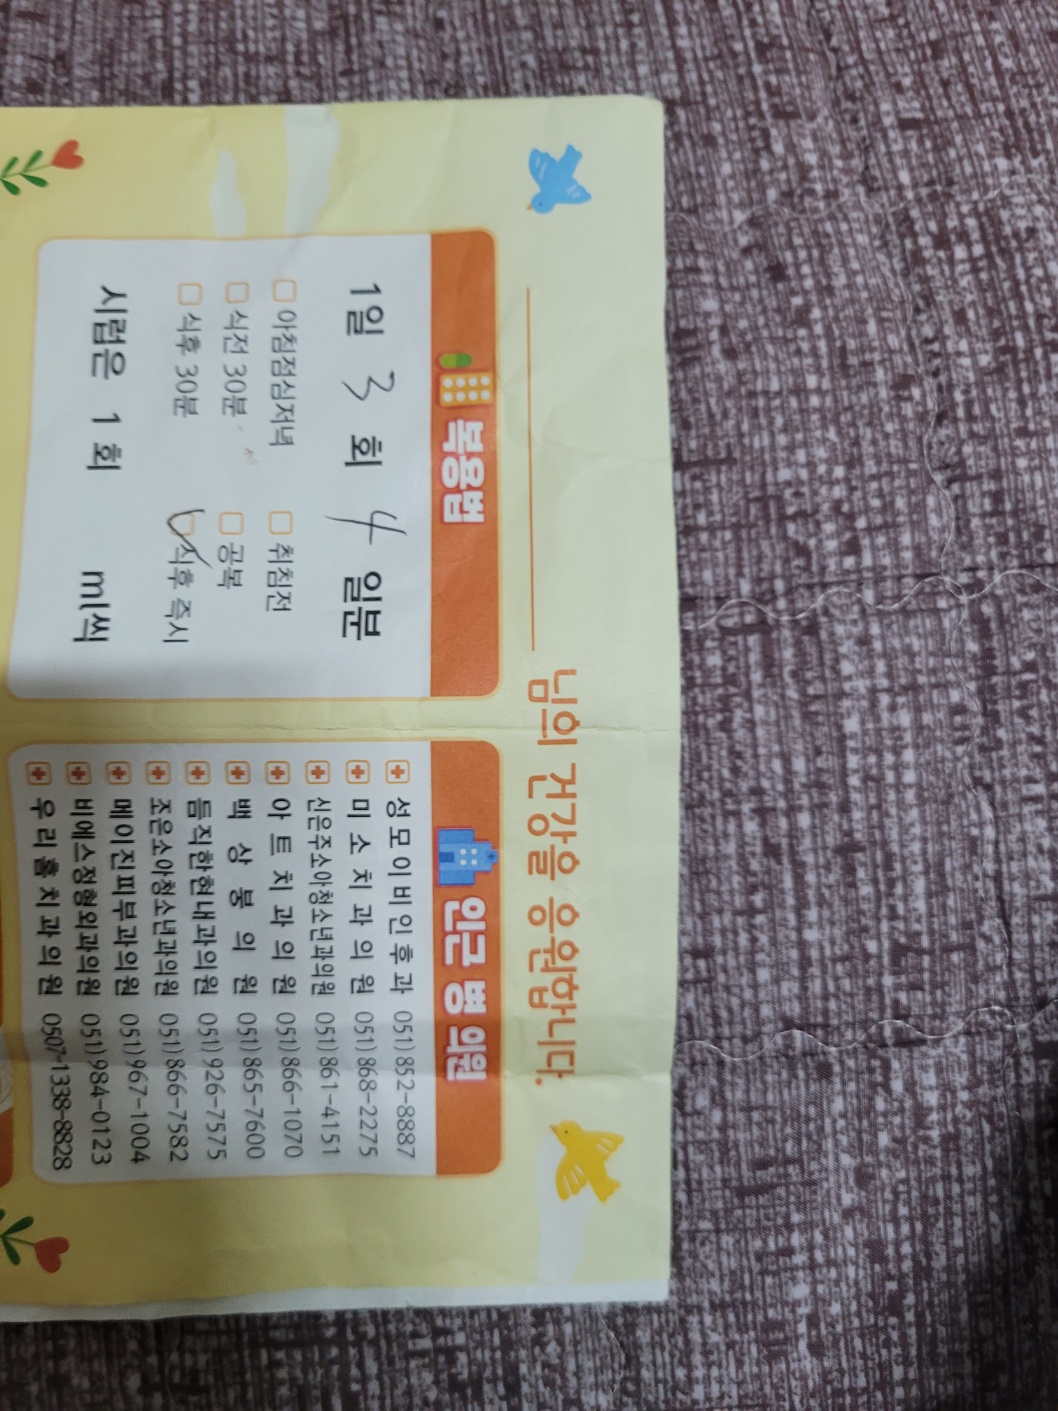 님의 건강을 응원합니다.
복용법
1일 3 회 4 일분
아침점심저녁 취침전
식전 30분 공복
식후 30분 식후 즉시
시럽은 1 회 ml씩
인근 병 의원
성모이비인후과 051)852-8887
미소치과의원 051)868-2275
신은주소아청소년과의원 051)861-4151
아트치과의원 051)866-1070
백상봉의원 051)865-7600
듬직한현내과의원 051)926-7575
조은소아청소년과의원 051)866-7582
메이진피부과의원 051)967-1004
비에스정형외과의원 051)984-0123
우리홈치과의원 0507-1338-8828